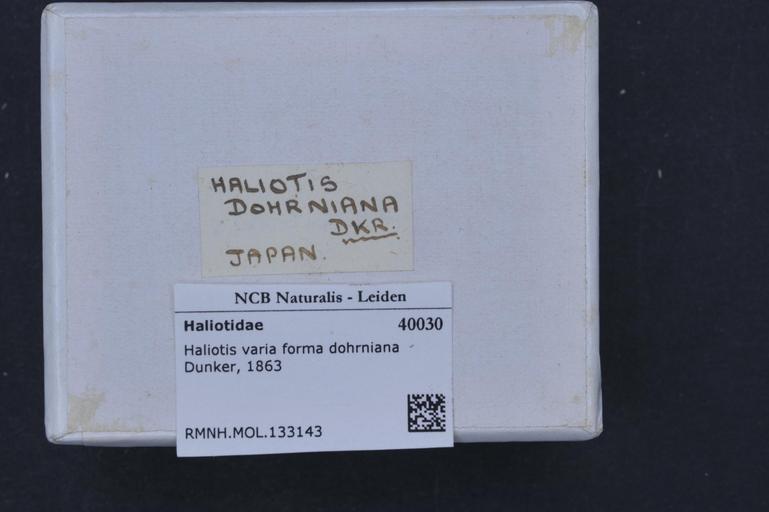 HALIOTIS
DOHRNIANA
DKR.
JAPAN.
NCB Naturalis - Leiden
Haliotidae 40030
Haliotis varia forma dohrniana
Dunker, 1863
RMNH.MOL.133143